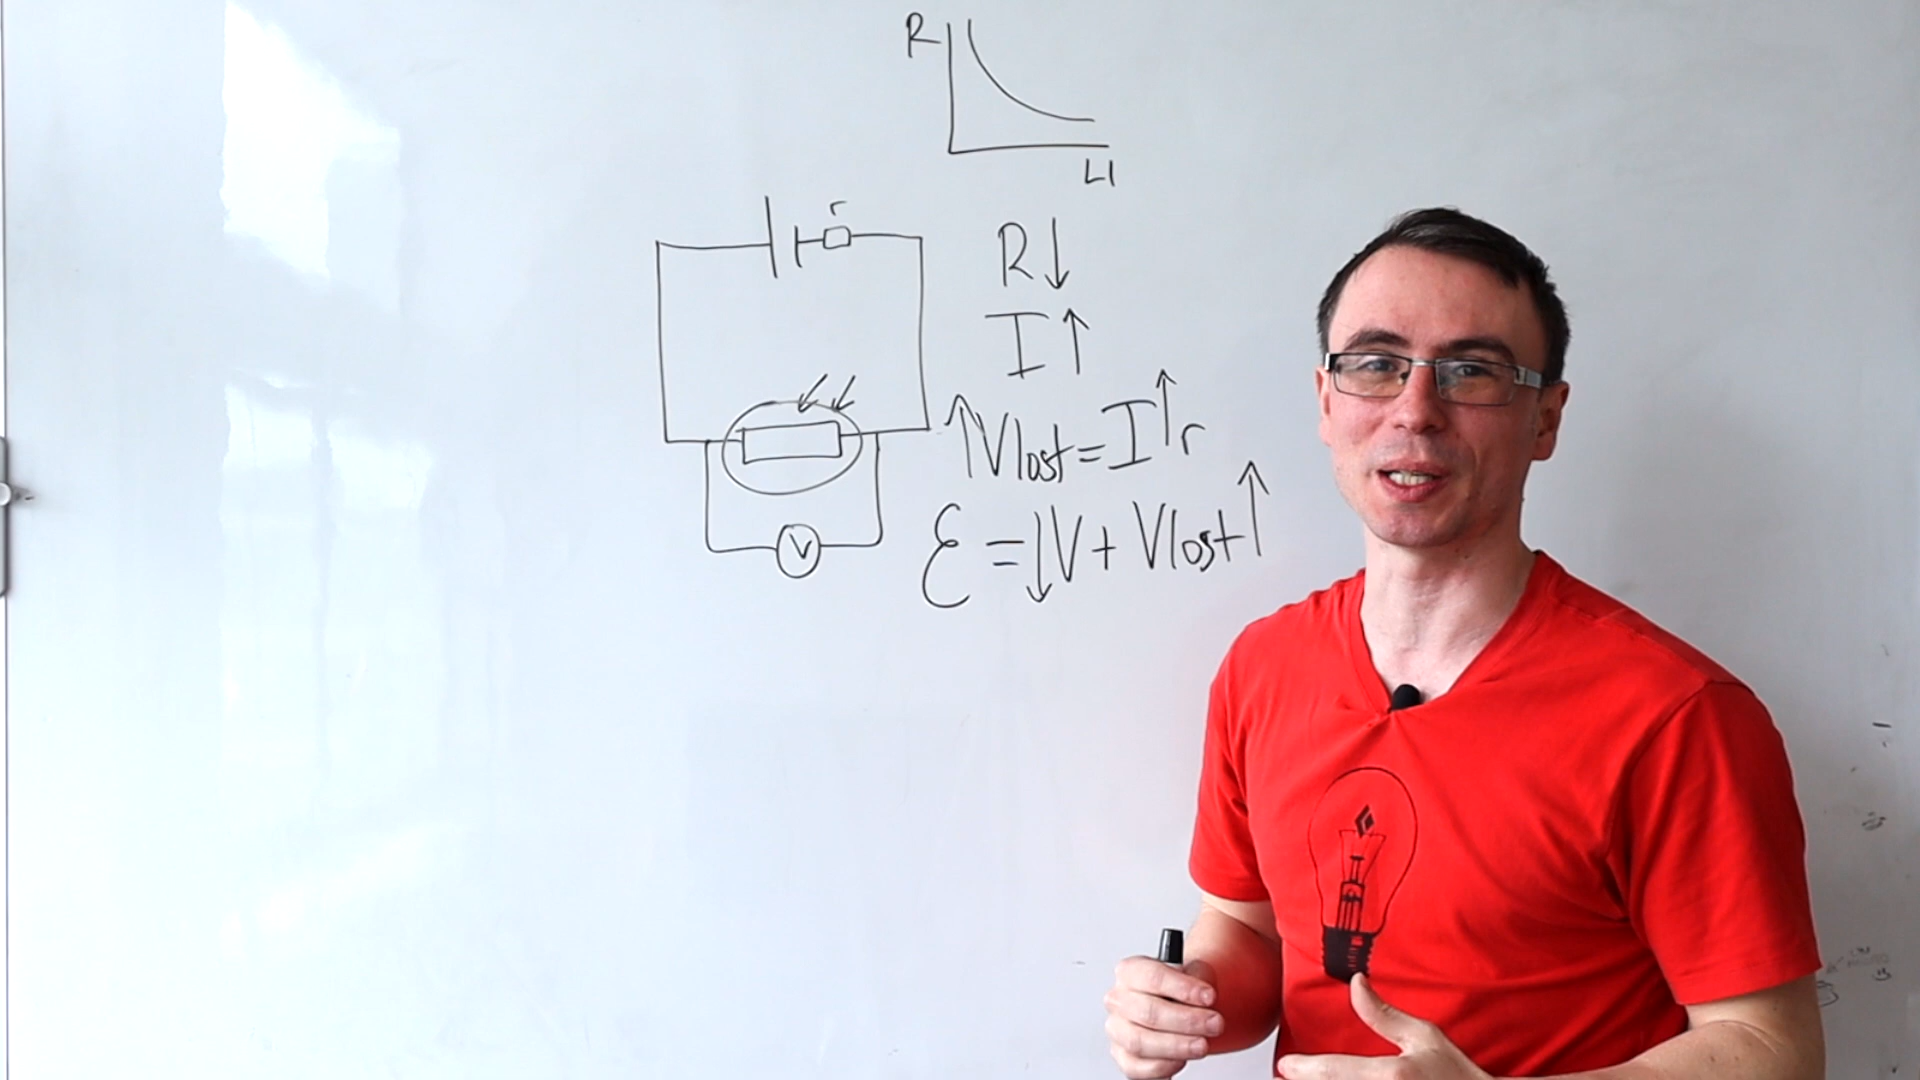 R
LI
r
R↓
I↑
↑Vlost=I↑r
Ɛ=↓V+Vlost↑
V